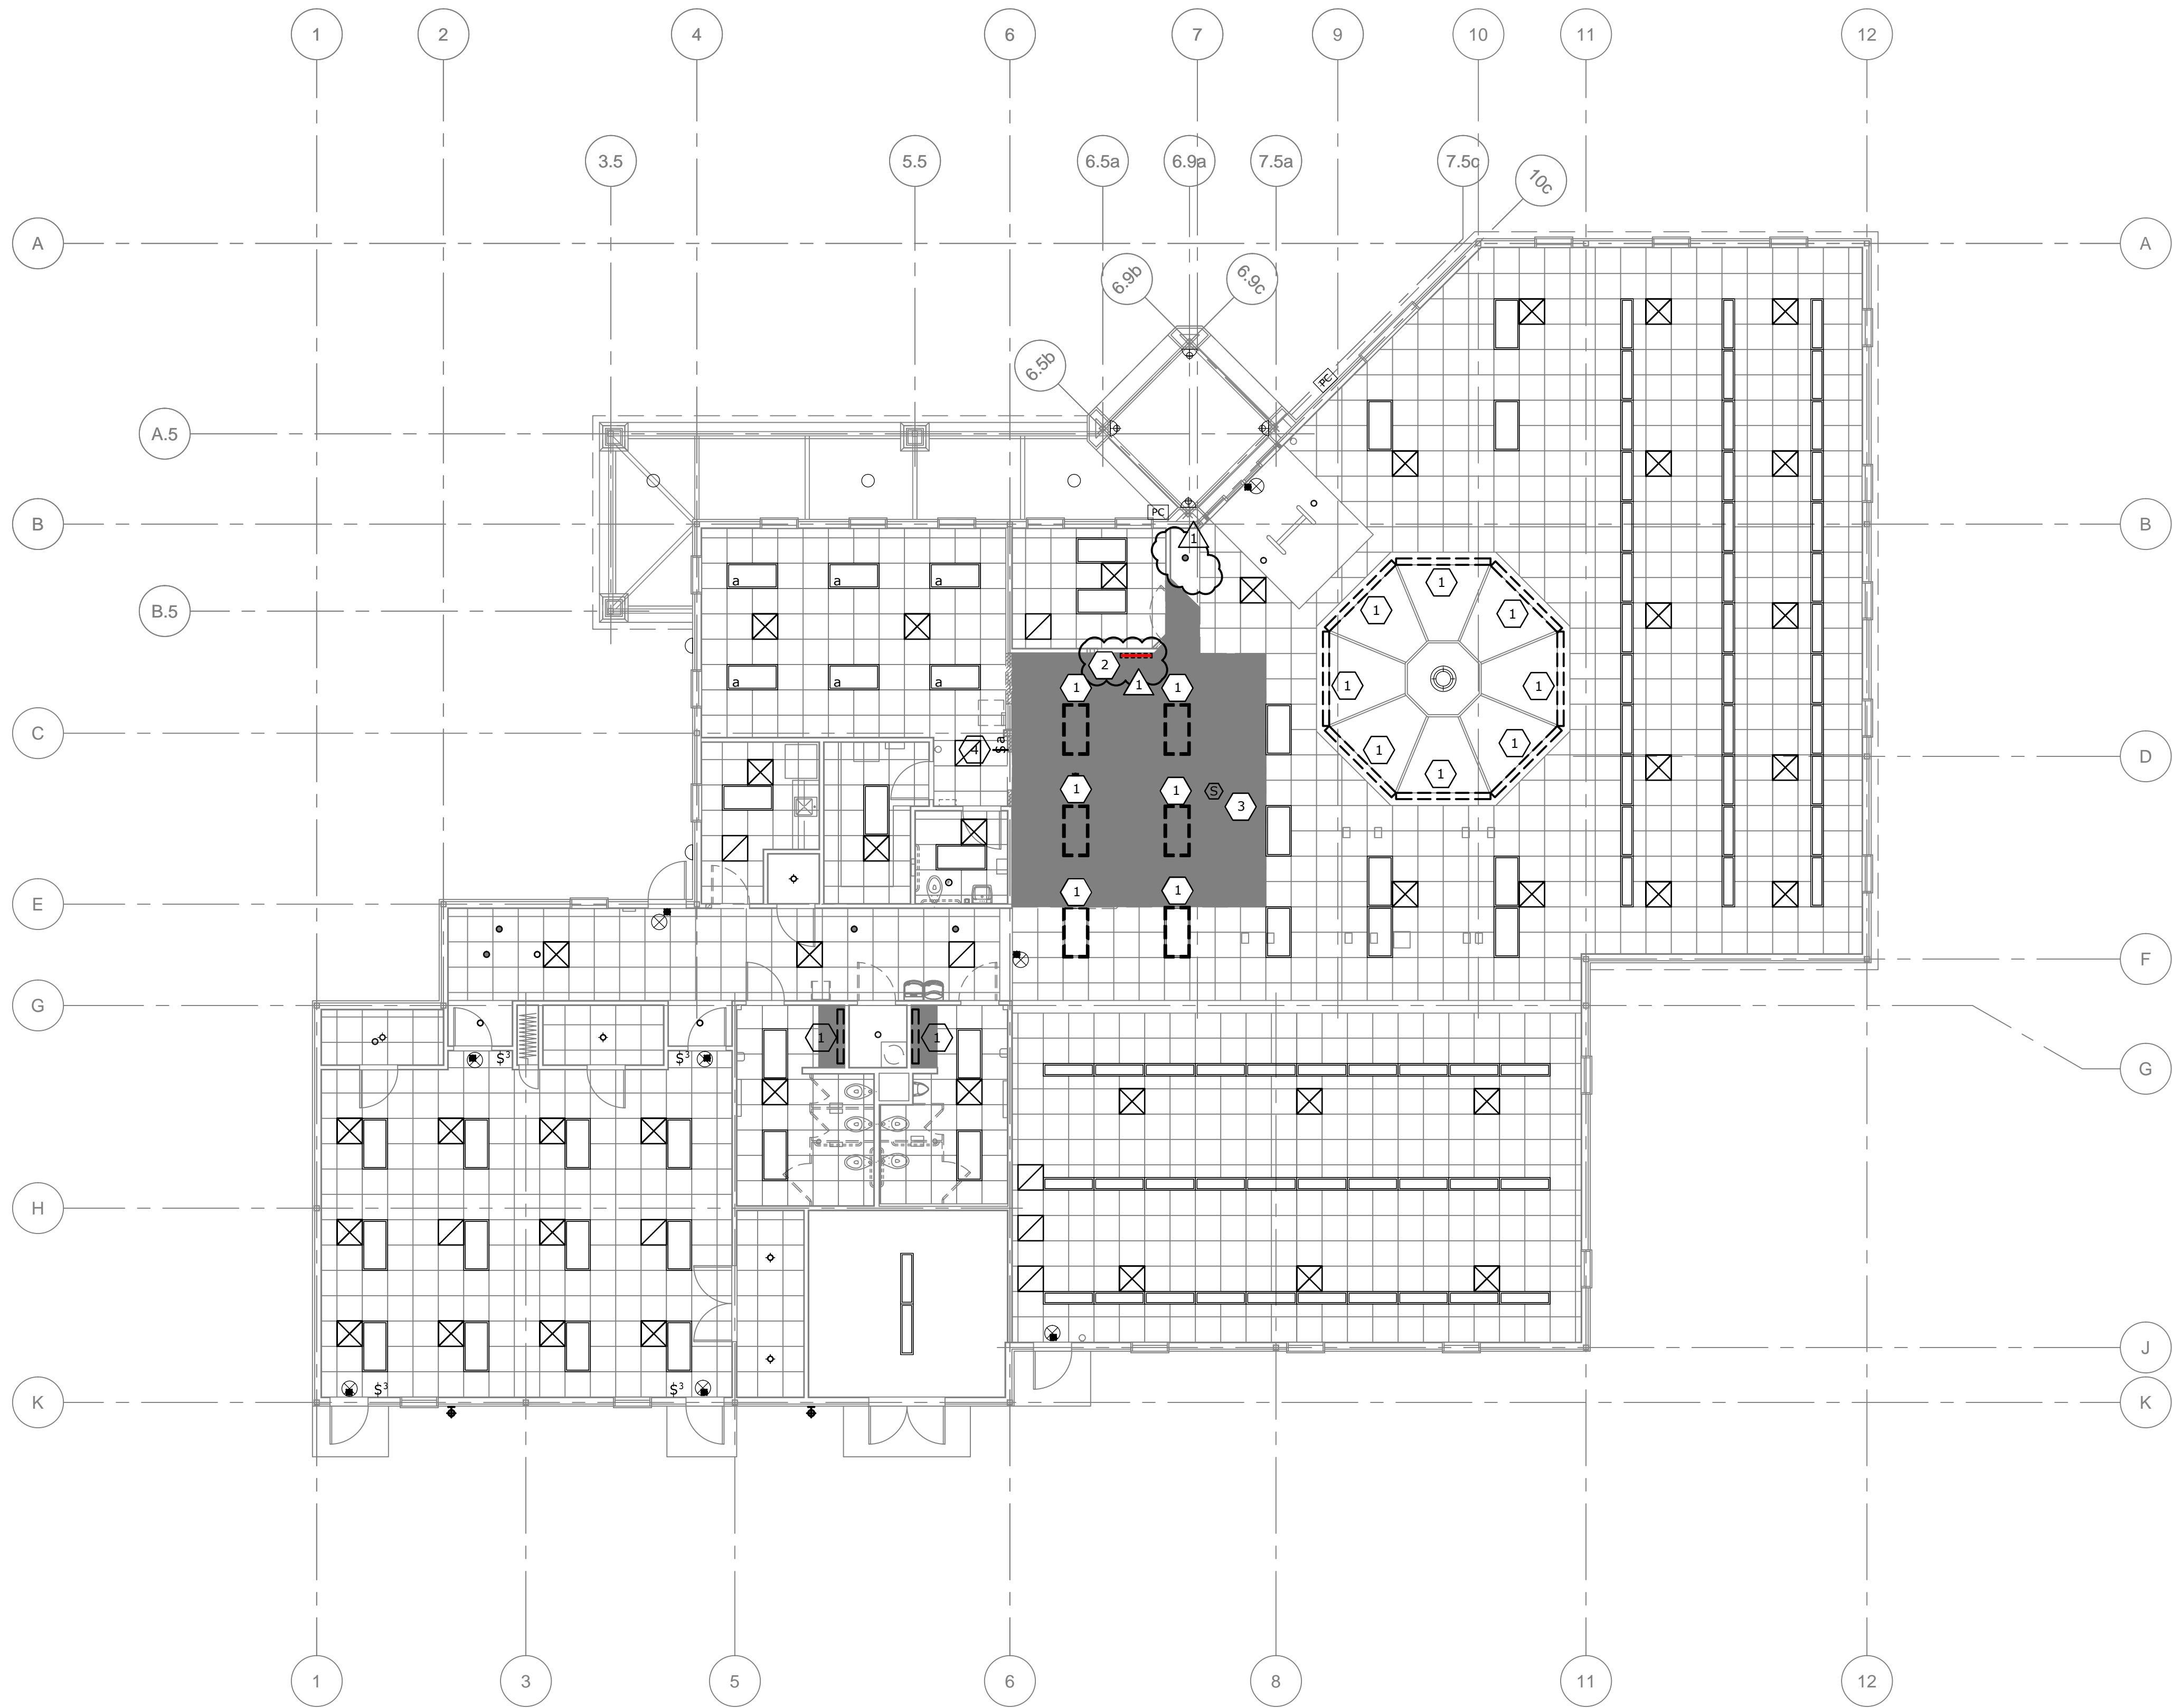 1 2 4 6 7 9 10 11 12
3.5 5.5 6.5a 6.9a 7.5a 7.5c 10c
A A
6.9b 6.9c
6.5b
PC
A.5
PC
B B
1
a a a
1
1 1
B.5
2
a a a
1 1
1 1
1 1
C
4 $a
1 1
D
1
1 1 S 3
1 1
E
F
G
1 1
$3 $3
G
H
J
$3 $3
K K
1 3 5 6 8 11 12